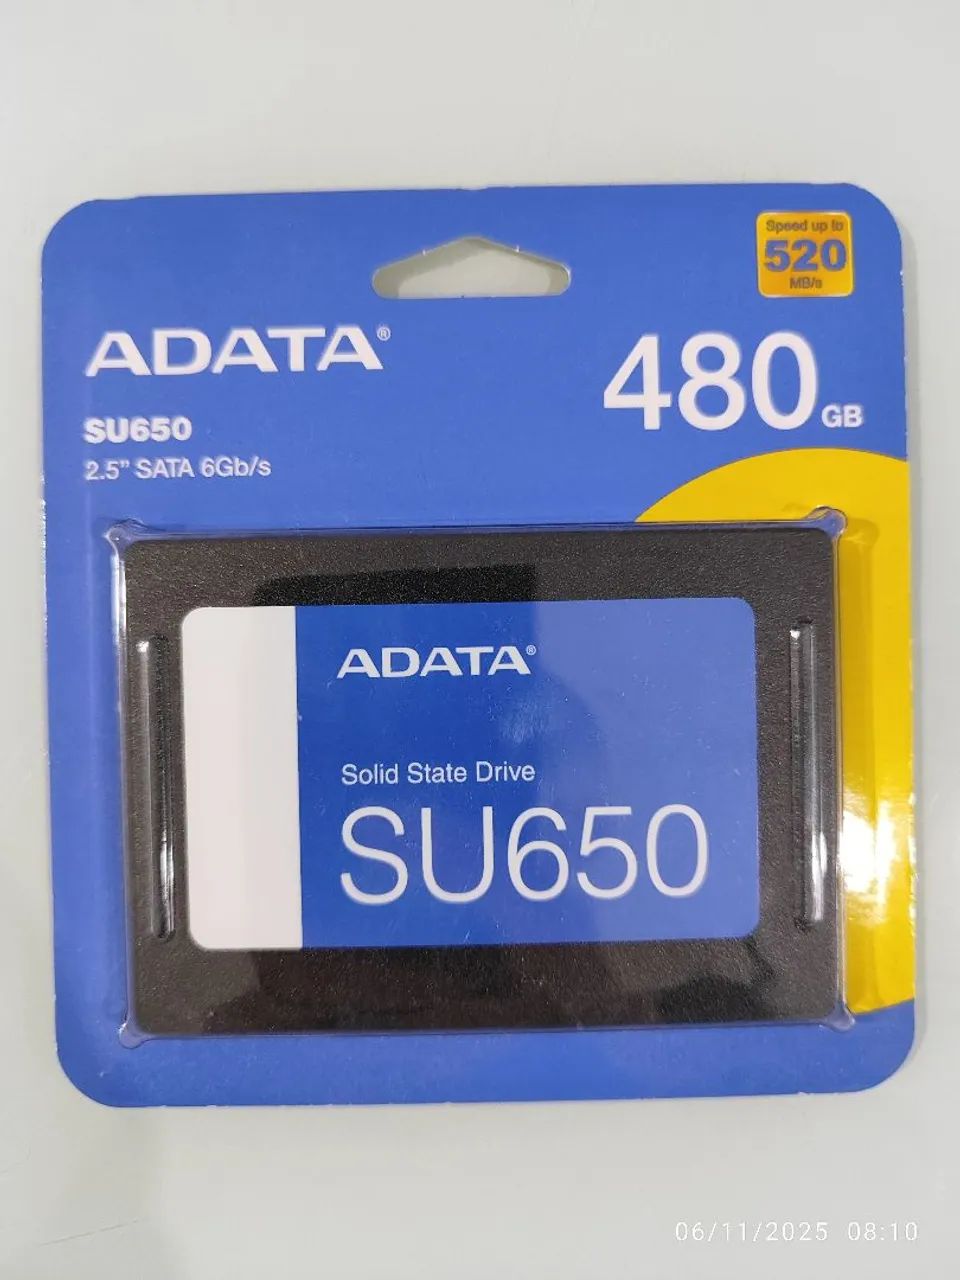 Speed up to
520
MB/s
ADATA®
480GB
SU650
2.5” SATA 6Gb/s
ADATA®
Solid State Drive
SU650
06/11/2025 08:10